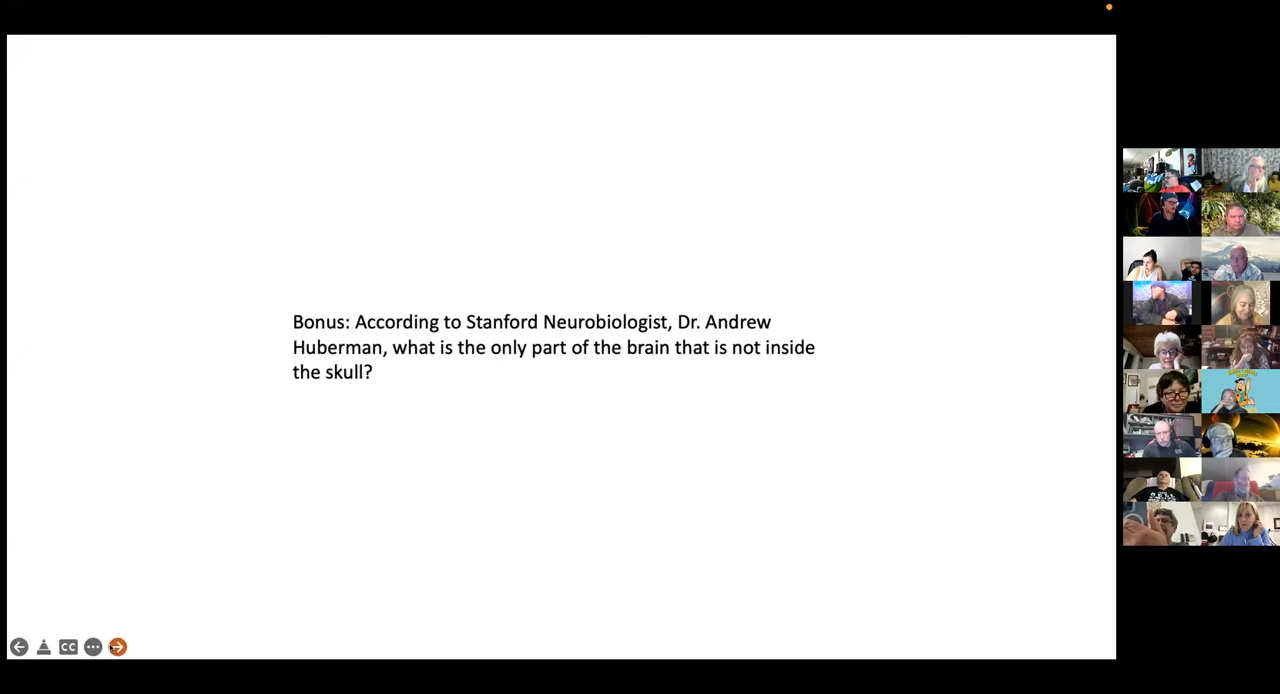 Bonus: According to Stanford Neurobiologist, Dr. Andrew
Huberman, what is the only part of the brain that is not inside
the skull?
CC